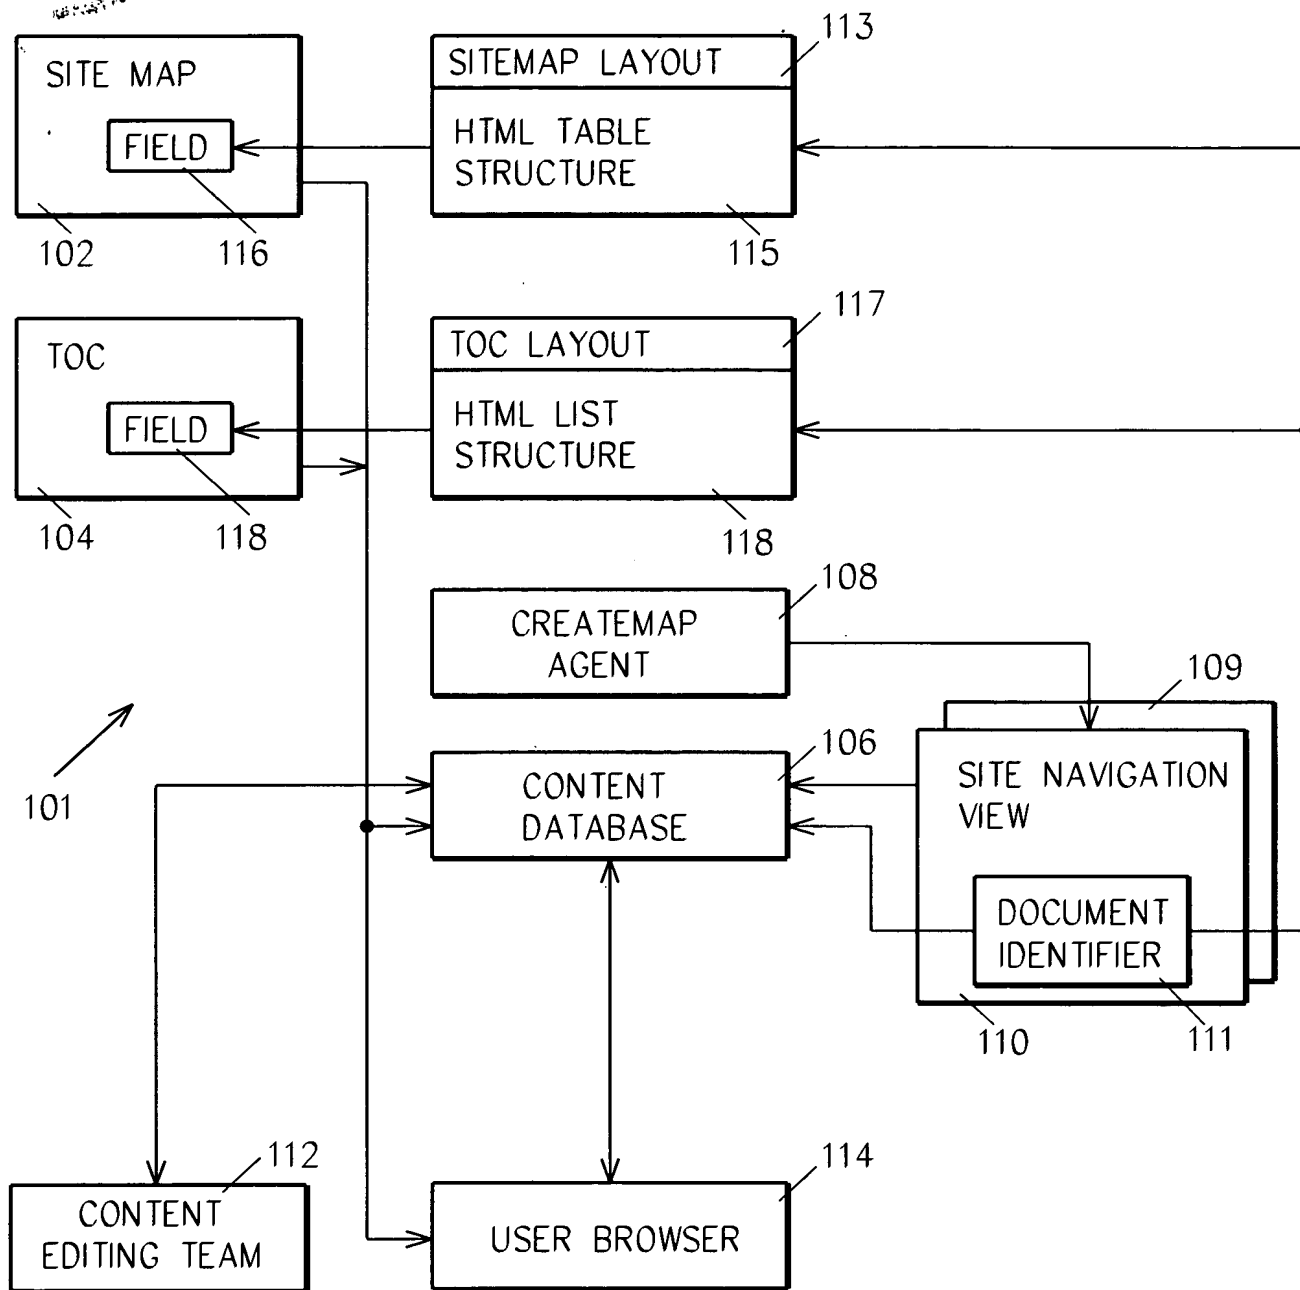 SITE MAP
FIELD
102
116
SITEMAP LAYOUT
113
HTML TABLE
STRUCTURE
115
TOC
FIELD
104
118
TOC LAYOUT
117
HTML LIST
STRUCTURE
118
CREATEMAP
AGENT
108
109
101
CONTENT
DATABASE
106
SITE NAVIGATION
VIEW
DOCUMENT
IDENTIFIER
110
111
112
CONTENT
EDITING TEAM
114
USER BROWSER